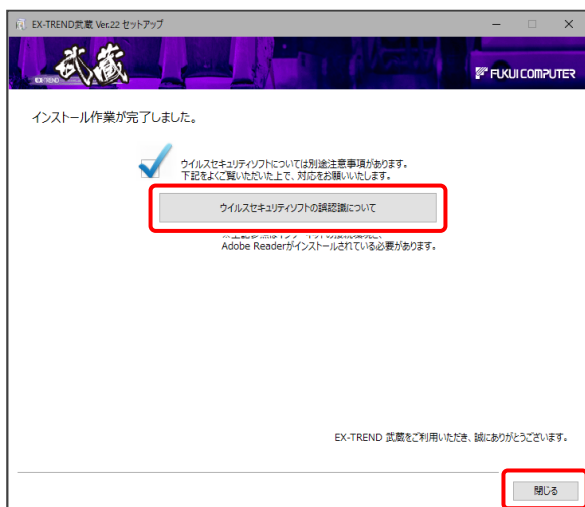 EX-TREND武蔵 Ver.22 セットアップ
武蔵
EX-TREND
FUKUI COMPUTER
インストール作業が完了しました。
ウイルスセキュリティソフトについては別途注意事項があります。
下記をよくご覧いただいた上で、対応をお願いいたします。
ウイルスセキュリティソフトの誤認識について
Adobe Readerがインストールされている必要があります。
EX-TREND 武蔵をご利用いただき、誠にありがとうございます。
閉じる